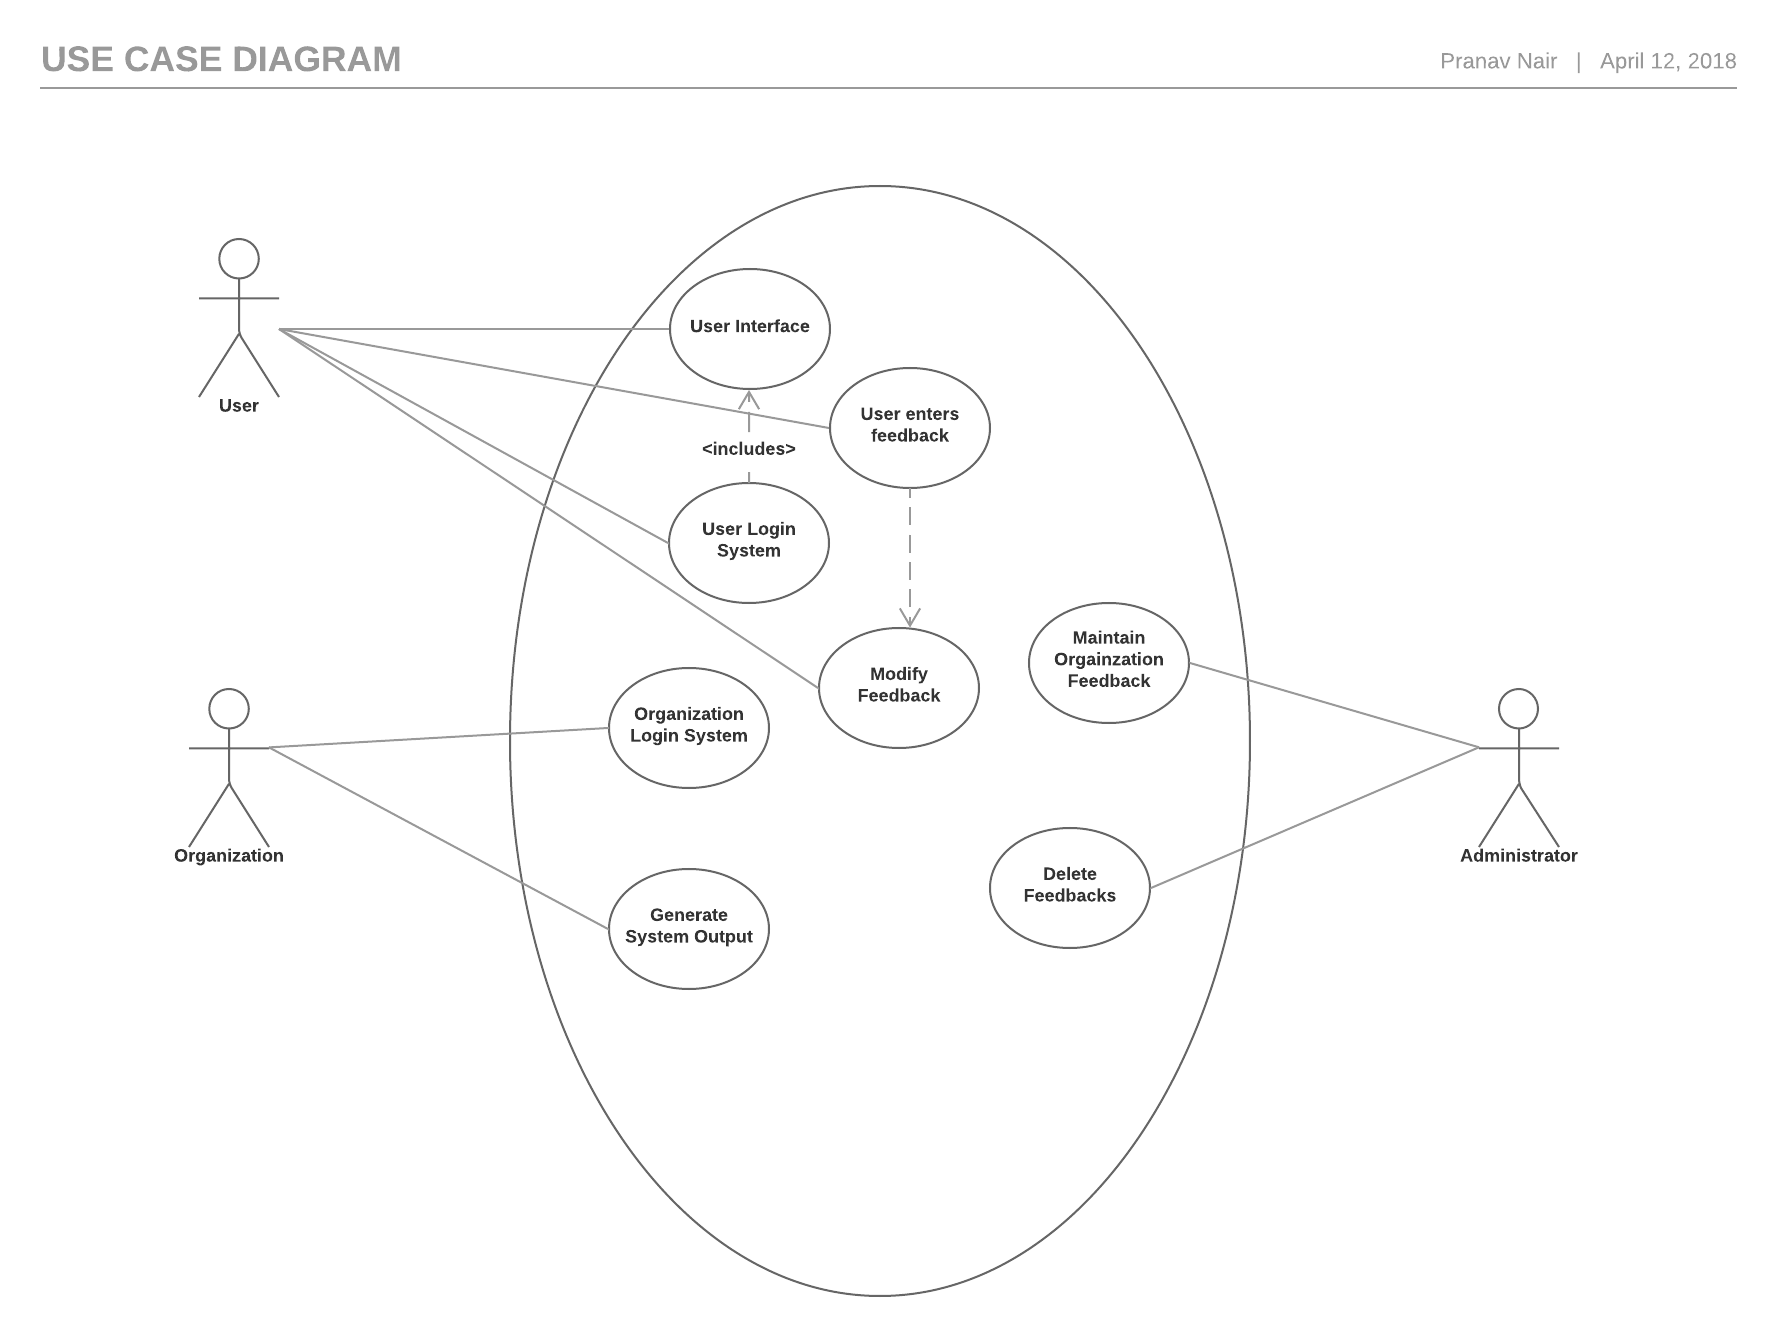 USE CASE DIAGRAM
Pranav Nair | April 12, 2018
User Interface
User
User enters
feedback
<includes>
User Login
System
Maintain
Orgainzation
Feedback
Modify
Feedback
Organization
Login System
Organization
Administrator
Delete
Feedbacks
Generate
System Output